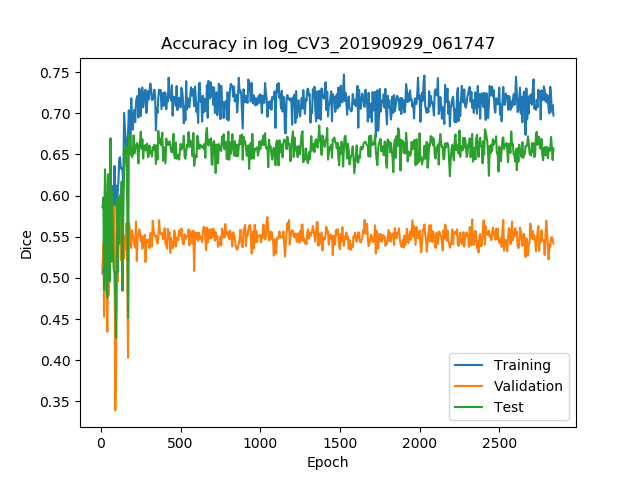 Accuracy in log_CV3_20190929_061747
0.75
0.70
0.65
0.60
0.55
0.50
0.45
0.40
0.35
Dice
0 500 1000 1500 2000 2500
Epoch
Training
Validation
Test